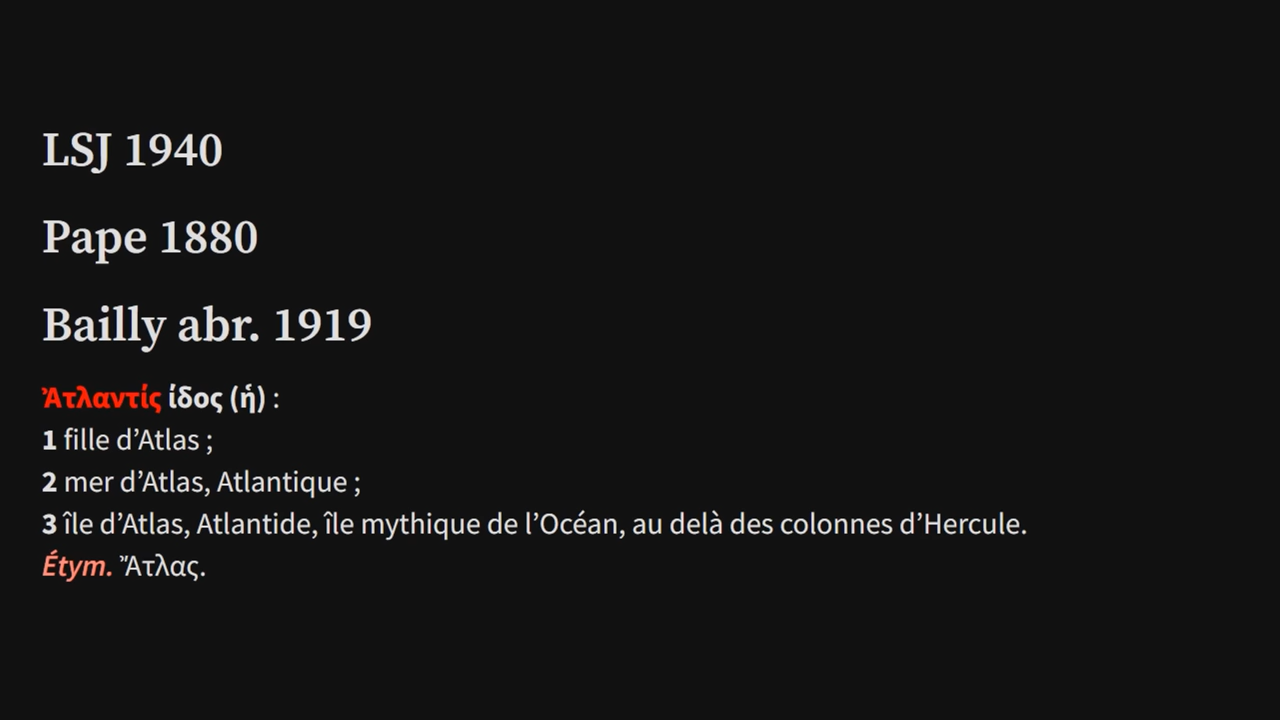 LSJ 1940
Pape 1880
Bailly abr. 1919
Ἀτλαντίς ίδος (ἡ) :
1 fille d’Atlas ;
2 mer d’Atlas, Atlantique ;
3 île d’Atlas, Atlantide, île mythique de l’Océan, au delà des colonnes d’Hercule.
Étym. Ἄτλας.